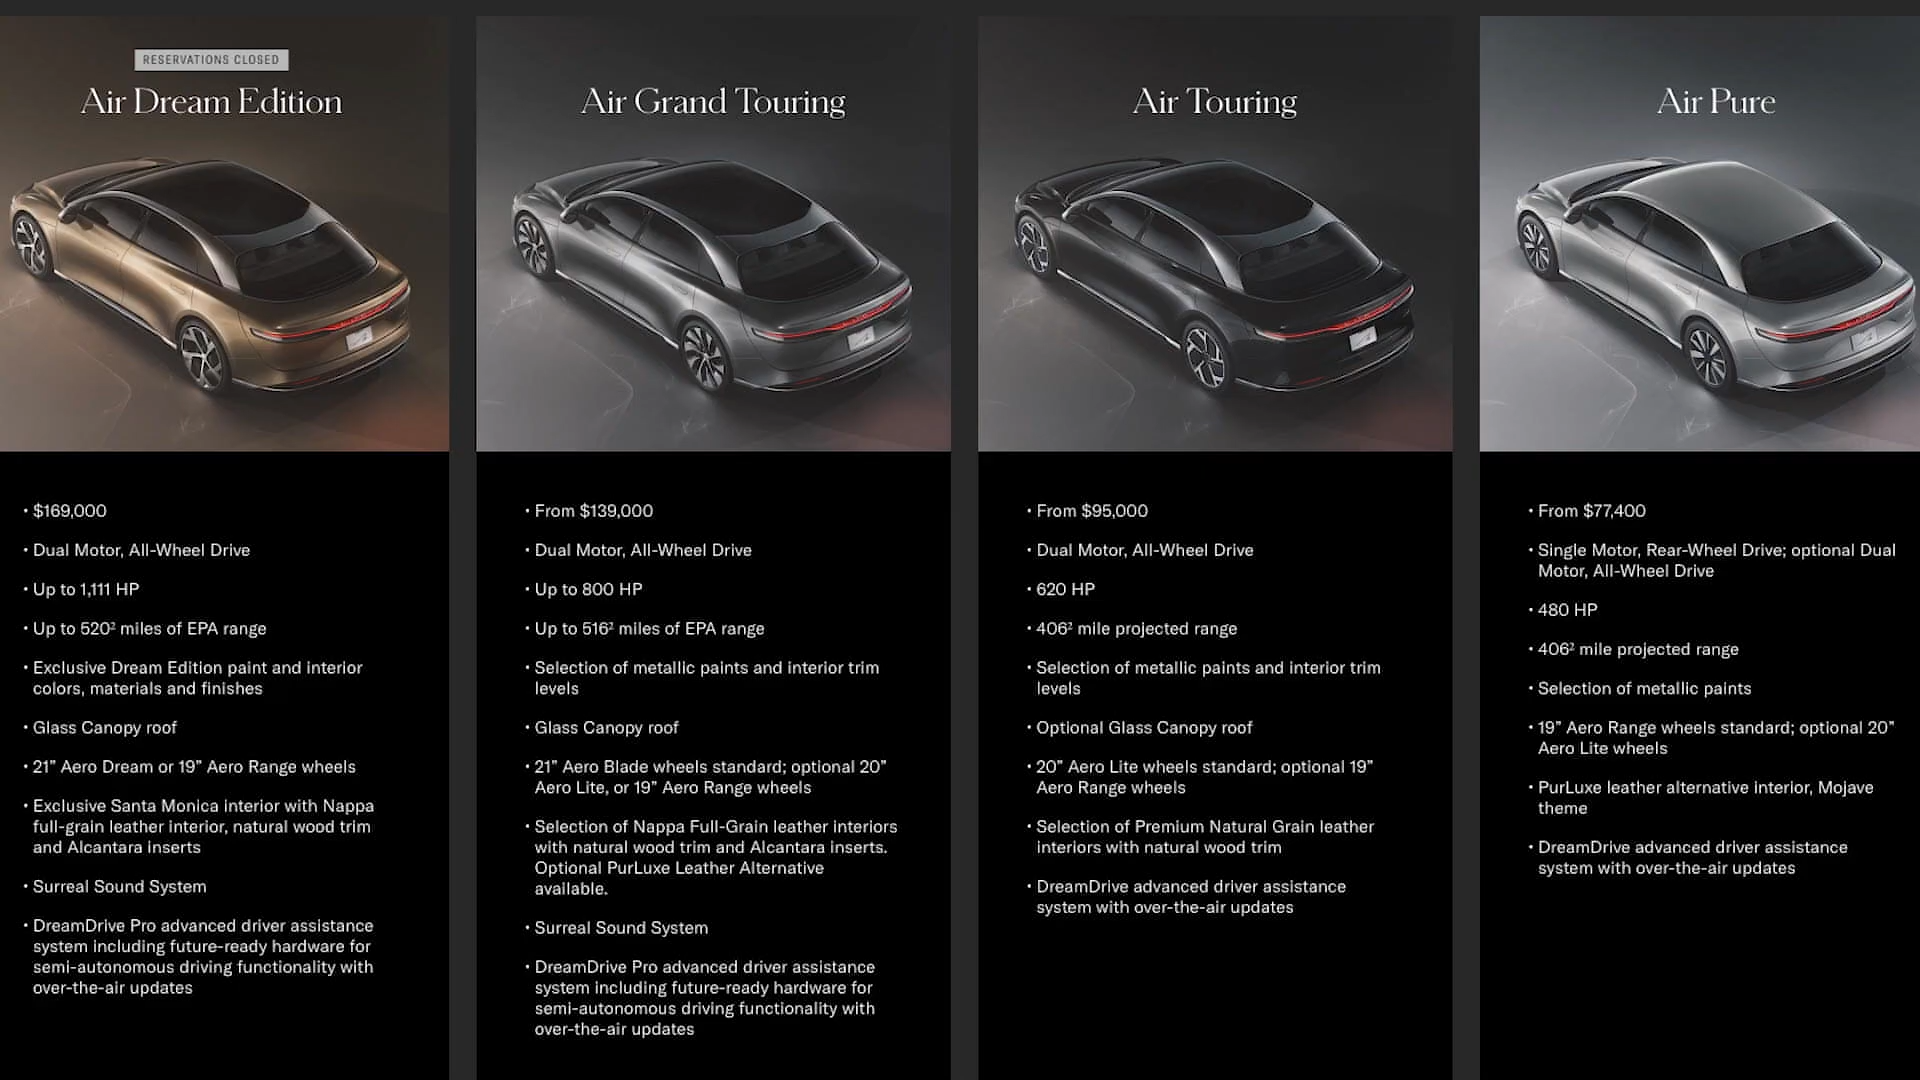 RESERVATIONS CLOSED
Air Dream Edition
• $169,000
• Dual Motor, All-Wheel Drive
• Up to 1,111 HP
• Up to 520² miles of EPA range
• Exclusive Dream Edition paint and interior
colors, materials and finishes
• Glass Canopy roof
• 21” Aero Dream or 19” Aero Range wheels
• Exclusive Santa Monica interior with Nappa
full-grain leather interior, natural wood trim
and Alcantara inserts
• Surreal Sound System
• DreamDrive Pro advanced driver assistance
system including future-ready hardware for
semi-autonomous driving functionality with
over-the-air updates
Air Grand Touring
• From $139,000
• Dual Motor, All-Wheel Drive
• Up to 800 HP
• Up to 516² miles of EPA range
• Selection of metallic paints and interior trim
levels
• Glass Canopy roof
• 21” Aero Blade wheels standard; optional 20”
Aero Lite, or 19” Aero Range wheels
• Selection of Nappa Full-Grain leather interiors
with natural wood trim and Alcantara inserts.
Optional PurLuxe Leather Alternative
available.
• Surreal Sound System
• DreamDrive Pro advanced driver assistance
system including future-ready hardware for
semi-autonomous driving functionality with
over-the-air updates
Air Touring
• From $95,000
• Dual Motor, All-Wheel Drive
• 620 HP
• 406² mile projected range
• Selection of metallic paints and interior trim
levels
• Optional Glass Canopy roof
• 20” Aero Lite wheels standard; optional 19”
Aero Range wheels
• Selection of Premium Natural Grain leather
interiors with natural wood trim
• DreamDrive advanced driver assistance
system with over-the-air updates
Air Pure
• From $77,400
• Single Motor, Rear-Wheel Drive; optional Dual
Motor, All-Wheel Drive
• 480 HP
• 406² mile projected range
• Selection of metallic paints
• 19” Aero Range wheels standard; optional 20”
Aero Lite wheels
• PurLuxe leather alternative interior, Mojave
theme
• DreamDrive advanced driver assistance
system with over-the-air updates